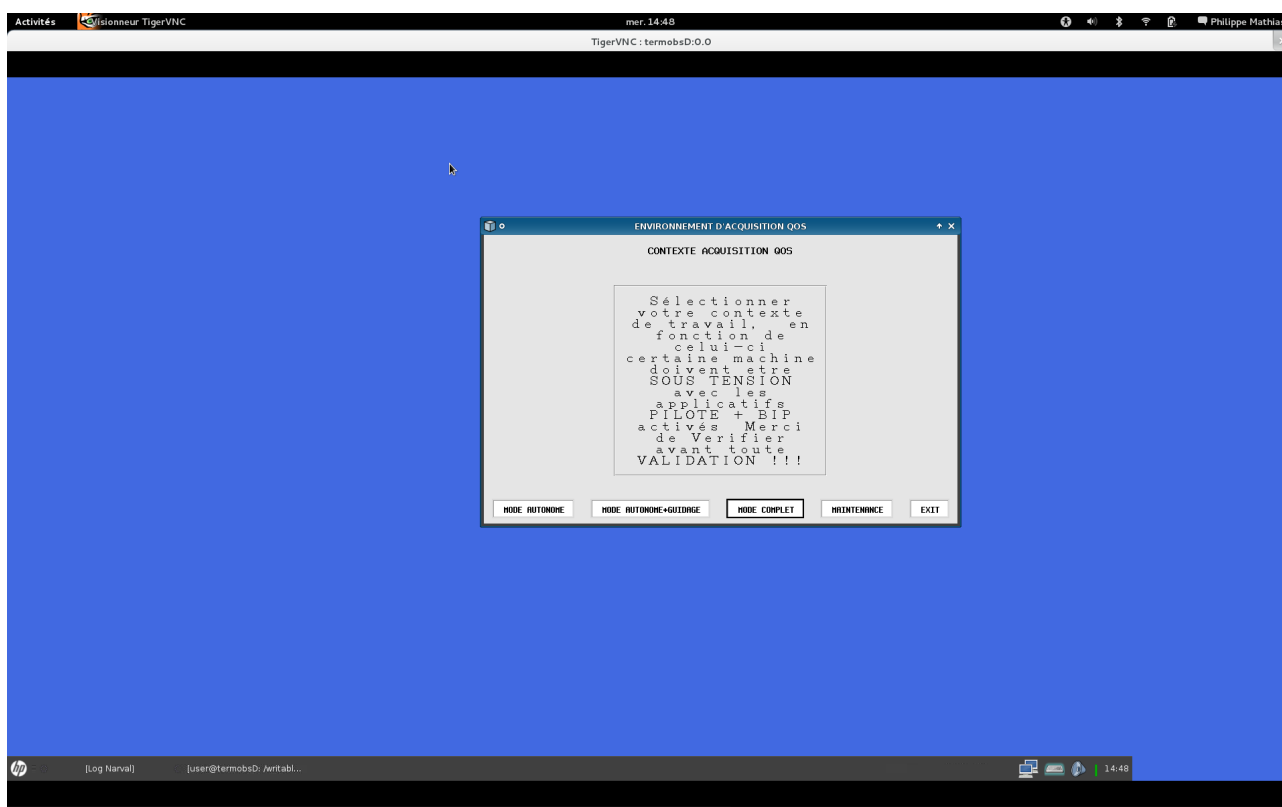 Activités Visionneur TigerVNC mer. 14:48 Philippe Mathias
TigerVNC : termobsD:0.0
ENVIRONNEMENT D'ACQUISITION QOS
CONTEXTE ACQUISITION QOS
Sélectionner
votre contexte
de travail, en
fonction de
celui-ci
certaine machine
doivent etre
SOUS TENSION
avec les
applicatifs
PILOTE + BIP
activés Merci
de Verifier
avant toute
VALIDATION !!!
MODE AUTONOME MODE AUTONOME+GUIDAGE MODE COMPLET MAINTENANCE EXIT
hp [Log Narval] [user@termobsD: /writabl... 14:48